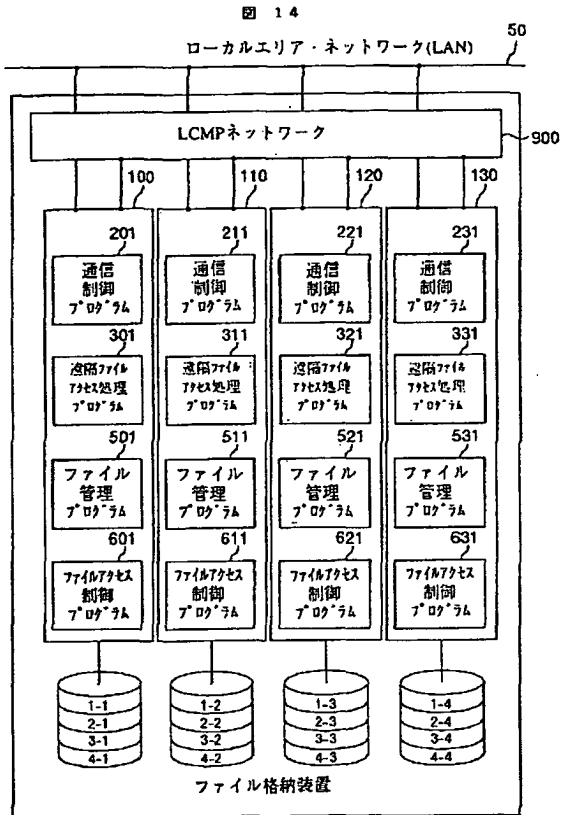 図 14
50
ローカルエリア・ネットワーク(LAN)
LCMPネットワーク
900
100
110
120
130
201
211
221
231
通信
制御
プログラム
通信
制御
プログラム
通信
制御
プログラム
通信
制御
プログラム
301
311
321
331
遠隔ファイル
アクセス処理
プログラム
遠隔ファイル
アクセス処理
プログラム
遠隔ファイル
アクセス処理
プログラム
遠隔ファイル
アクセス処理
プログラム
501
511
521
531
ファイル
管理
プログラム
ファイル
管理
プログラム
ファイル
管理
プログラム
ファイル
管理
プログラム
601
611
621
631
ファイルアクセス
制御
プログラム
ファイルアクセス
制御
プログラム
ファイルアクセス
制御
プログラム
ファイルアクセス
制御
プログラム
1-1
2-1
3-1
4-1
1-2
2-2
3-2
4-2
1-3
2-3
3-3
4-3
1-4
2-4
3-4
4-4
ファイル格納装置